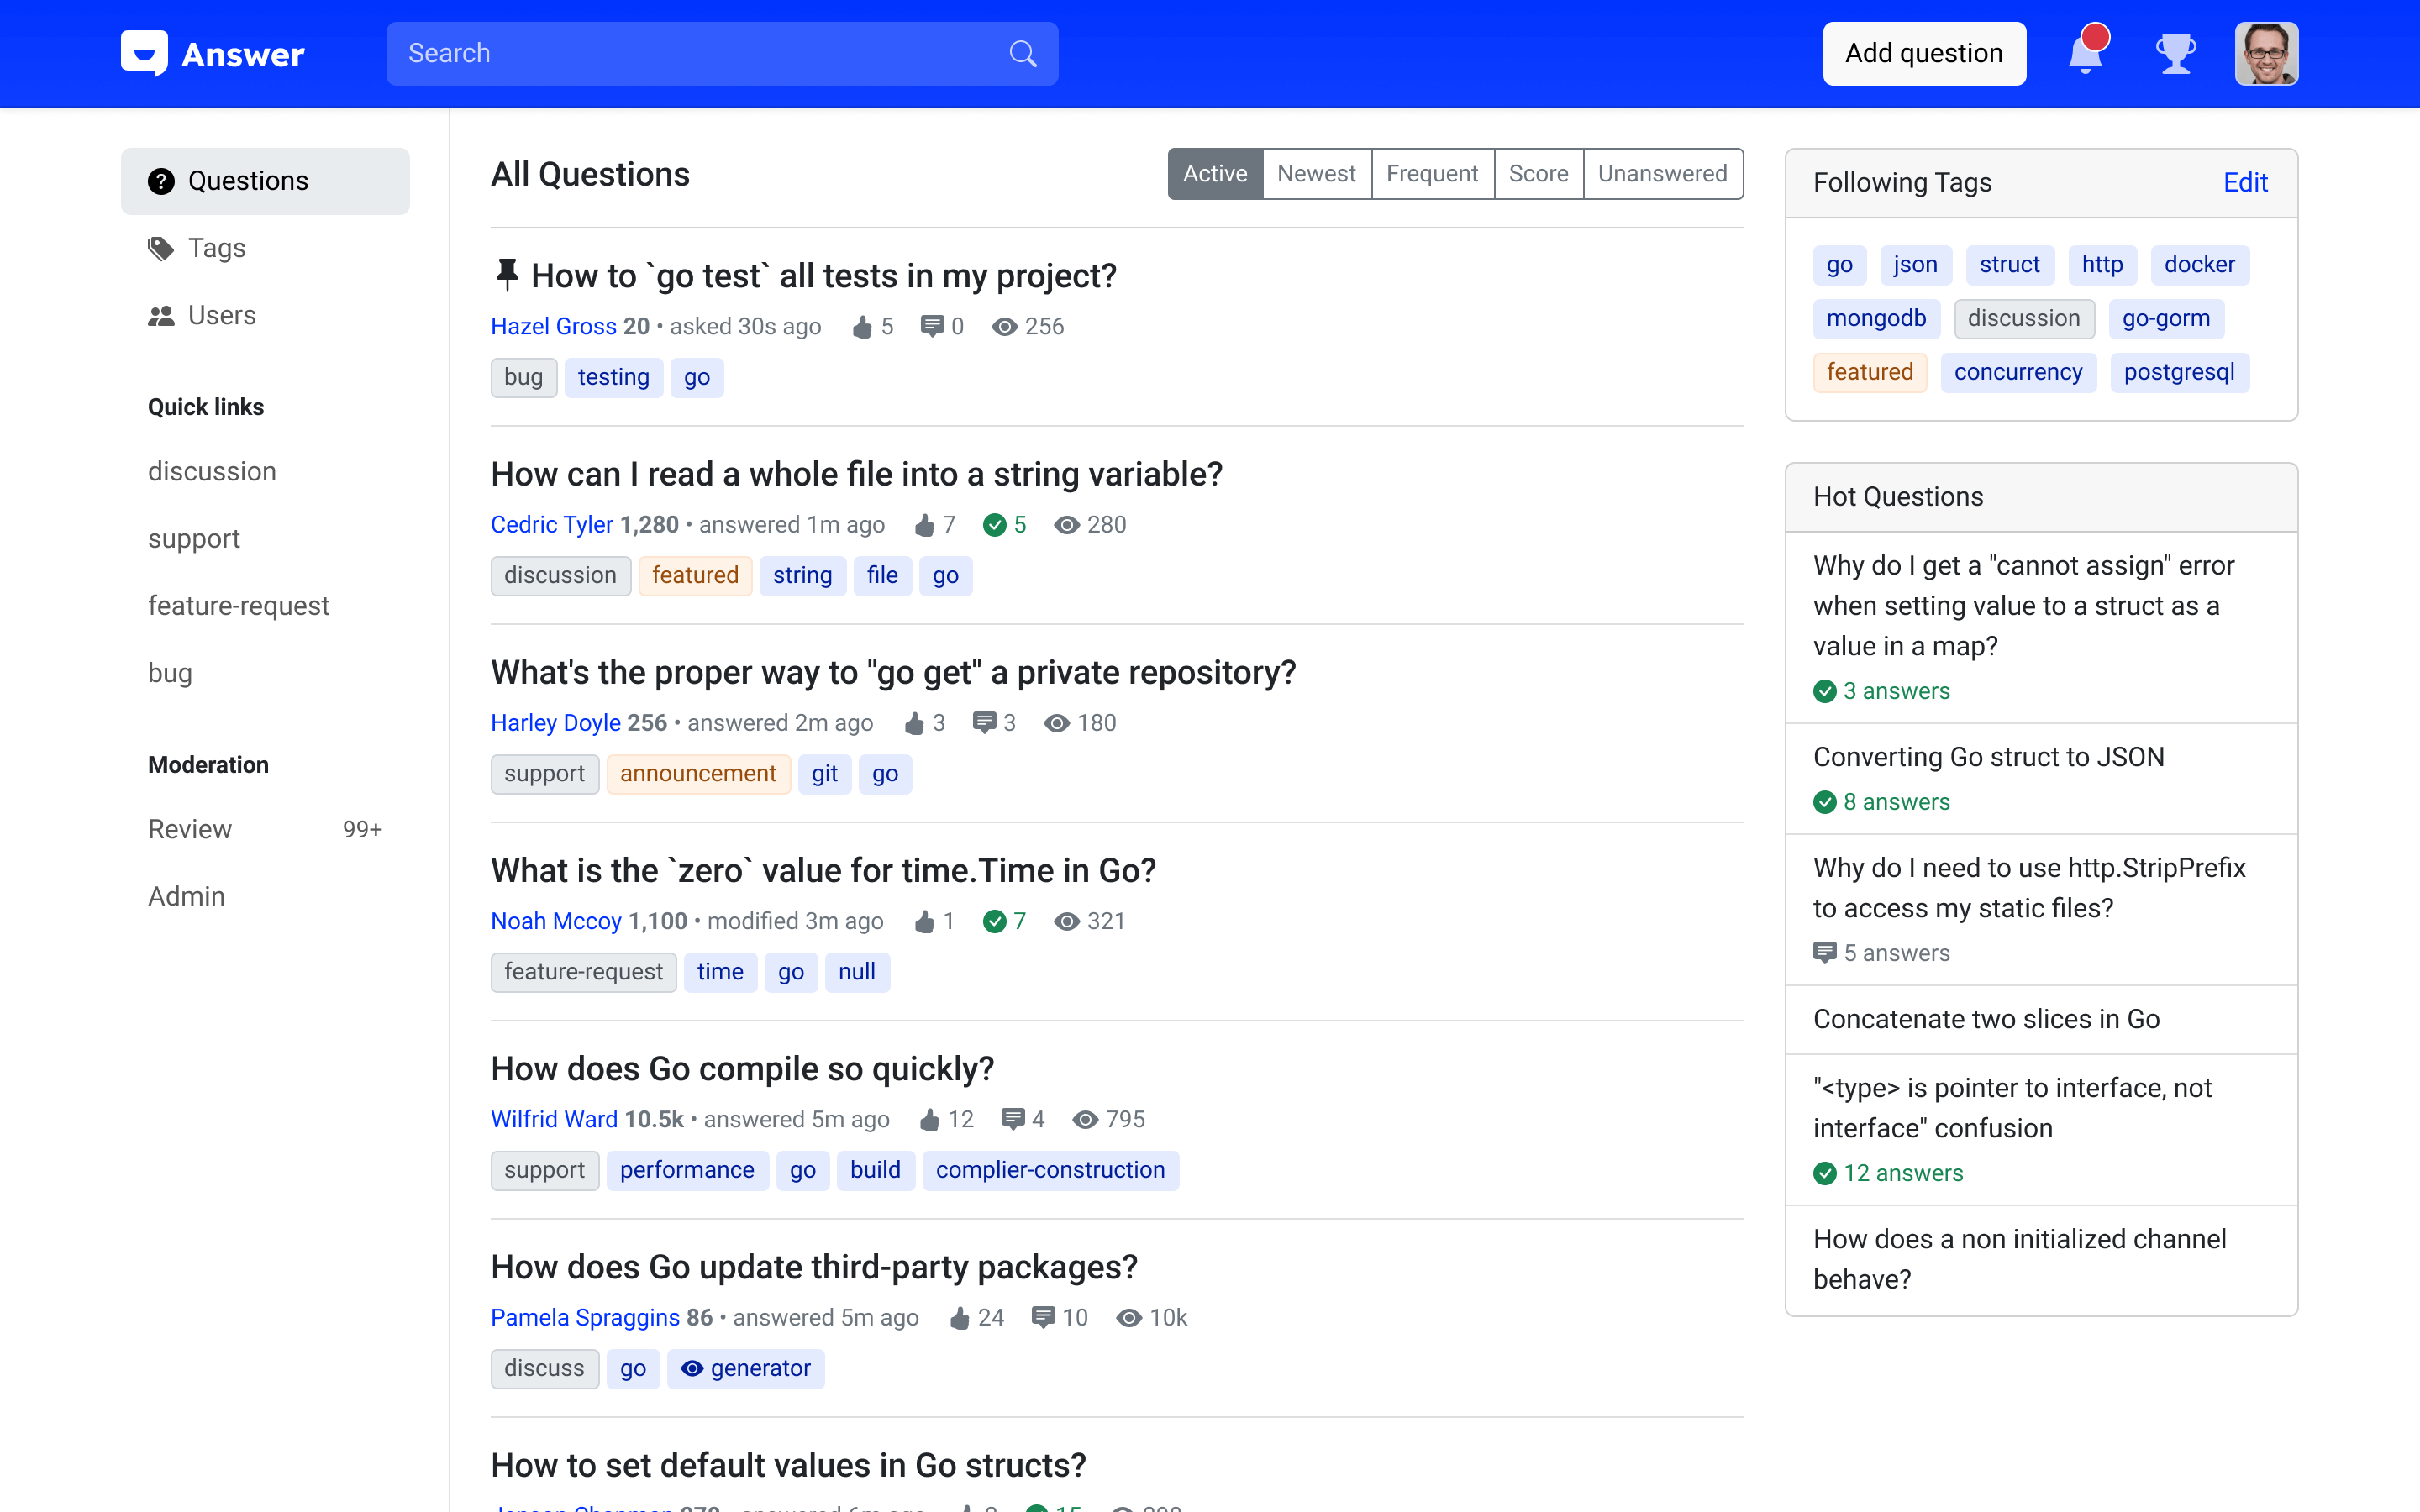 Answer
Search
Add question
Questions
Tags
Users
Quick links
discussion
support
feature-request
bug
Moderation
Review 99+
Admin
All Questions
Active Newest Frequent Score Unanswered
How to `go test` all tests in my project?
Hazel Gross 20 • asked 30s ago 5 0 256
bug testing go
How can I read a whole file into a string variable?
Cedric Tyler 1,280 • answered 1m ago 7 5 280
discussion featured string file go
What's the proper way to "go get" a private repository?
Harley Doyle 256 • answered 2m ago 3 3 180
support announcement git go
What is the `zero` value for time.Time in Go?
Noah Mccoy 1,100 • modified 3m ago 1 7 321
feature-request time go null
How does Go compile so quickly?
Wilfrid Ward 10.5k • answered 5m ago 12 4 795
support performance go build complier-construction
How does Go update third-party packages?
Pamela Spraggins 86 • answered 5m ago 24 10 10k
discuss go generator
How to set default values in Go structs?
Following Tags Edit
go json struct http docker
mongodb discussion go-gorm
featured concurrency postgresql
Hot Questions
Why do I get a "cannot assign" error
when setting value to a struct as a
value in a map?
3 answers
Converting Go struct to JSON
8 answers
Why do I need to use http.StripPrefix
to access my static files?
5 answers
Concatenate two slices in Go
"<type> is pointer to interface, not
interface" confusion
12 answers
How does a non initialized channel
behave?